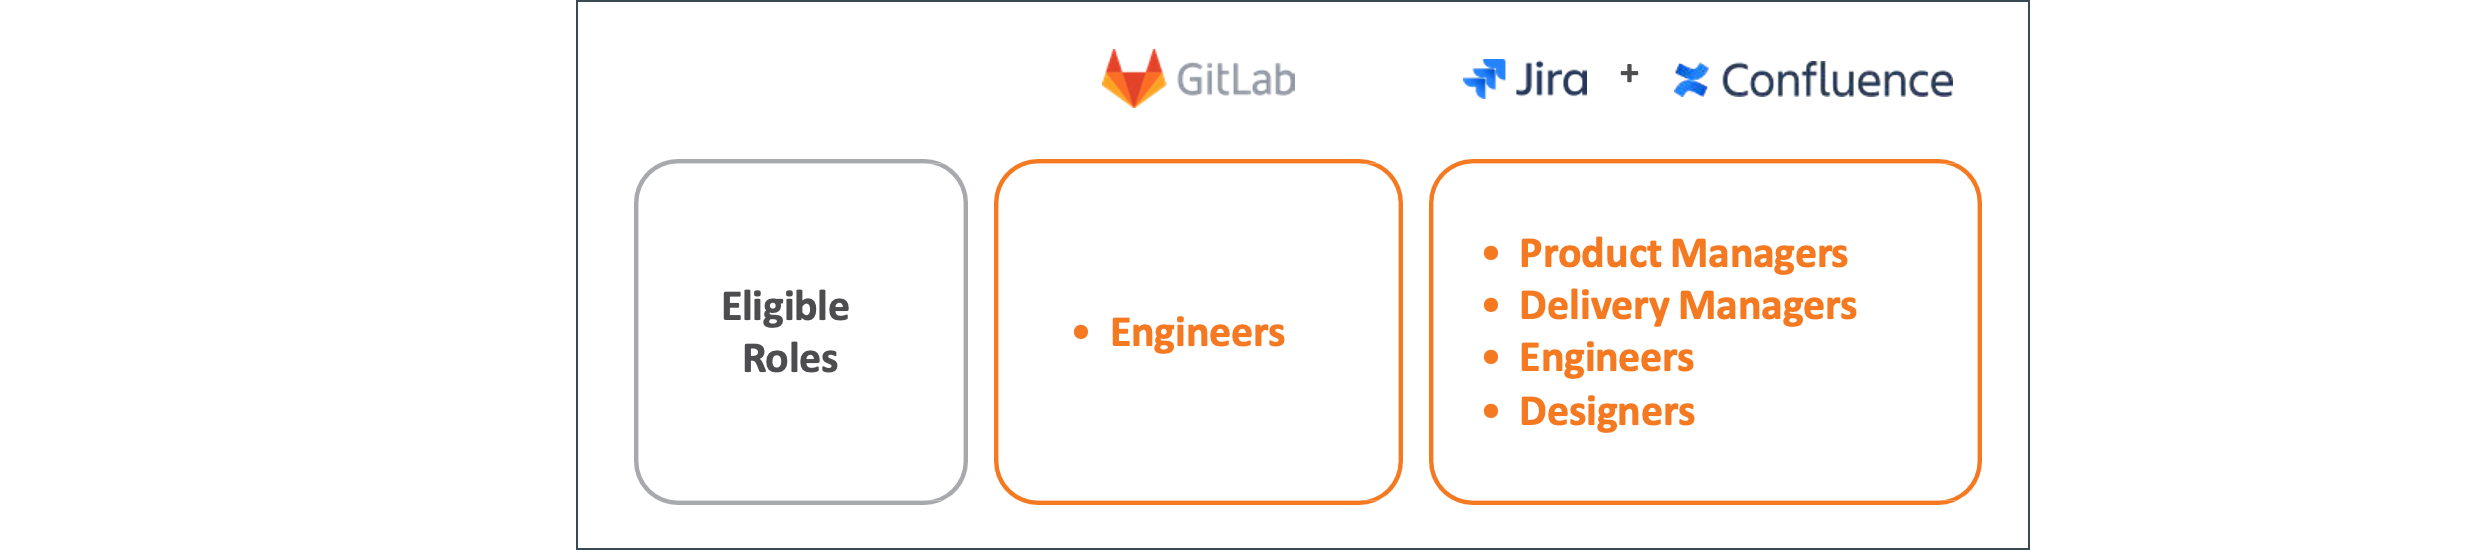 GitLab
Jira + Confluence
Eligible
Roles
• Engineers
• Product Managers
• Delivery Managers
• Engineers
• Designers